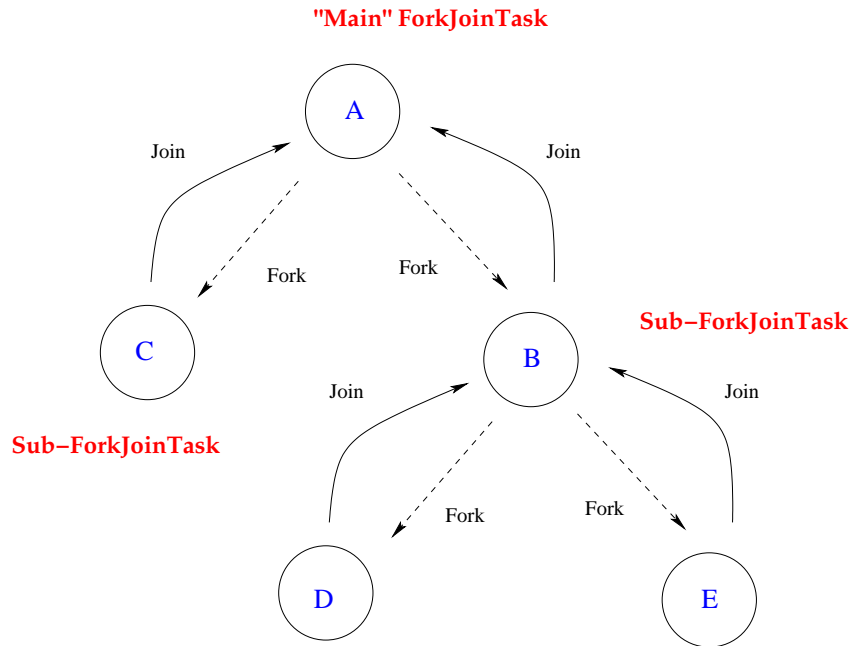 "Main" ForkJoinTask
A
Join
Join
Fork
Fork
C
B
Sub−ForkJoinTask
Join
Join
Sub−ForkJoinTask
Fork
Fork
D
E